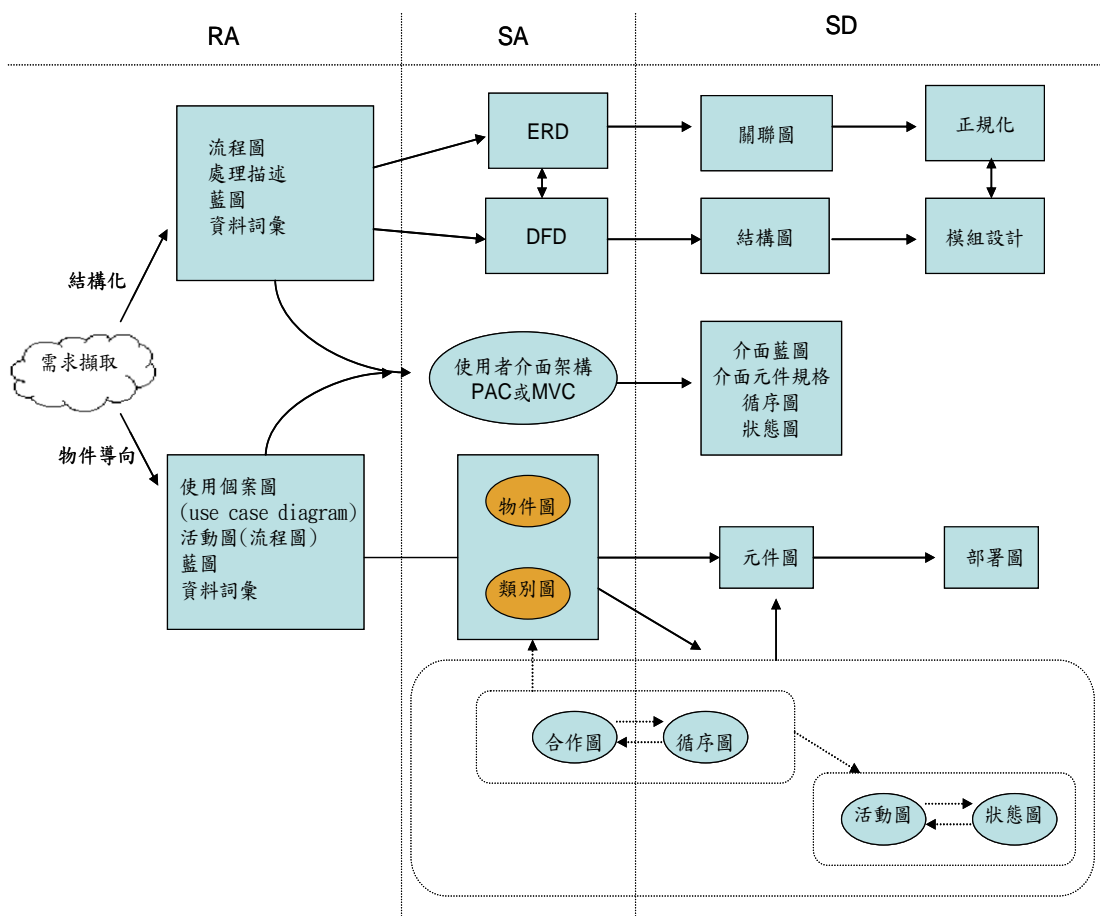 RA
SA
SD
流程圖
處理描述
藍圖
資料詞彙
ERD
關聯圖
正規化
DFD
結構圖
模組設計
結構化
需求擷取
物件導向
使用者介面架構
PAC或MVC
介面藍圖
介面元件規格
循序圖
狀態圖
使用個案圖
(use case diagram)
活動圖(流程圖)
藍圖
資料詞彙
物件圖
類別圖
元件圖
部署圖
合作圖
循序圖
活動圖
狀態圖